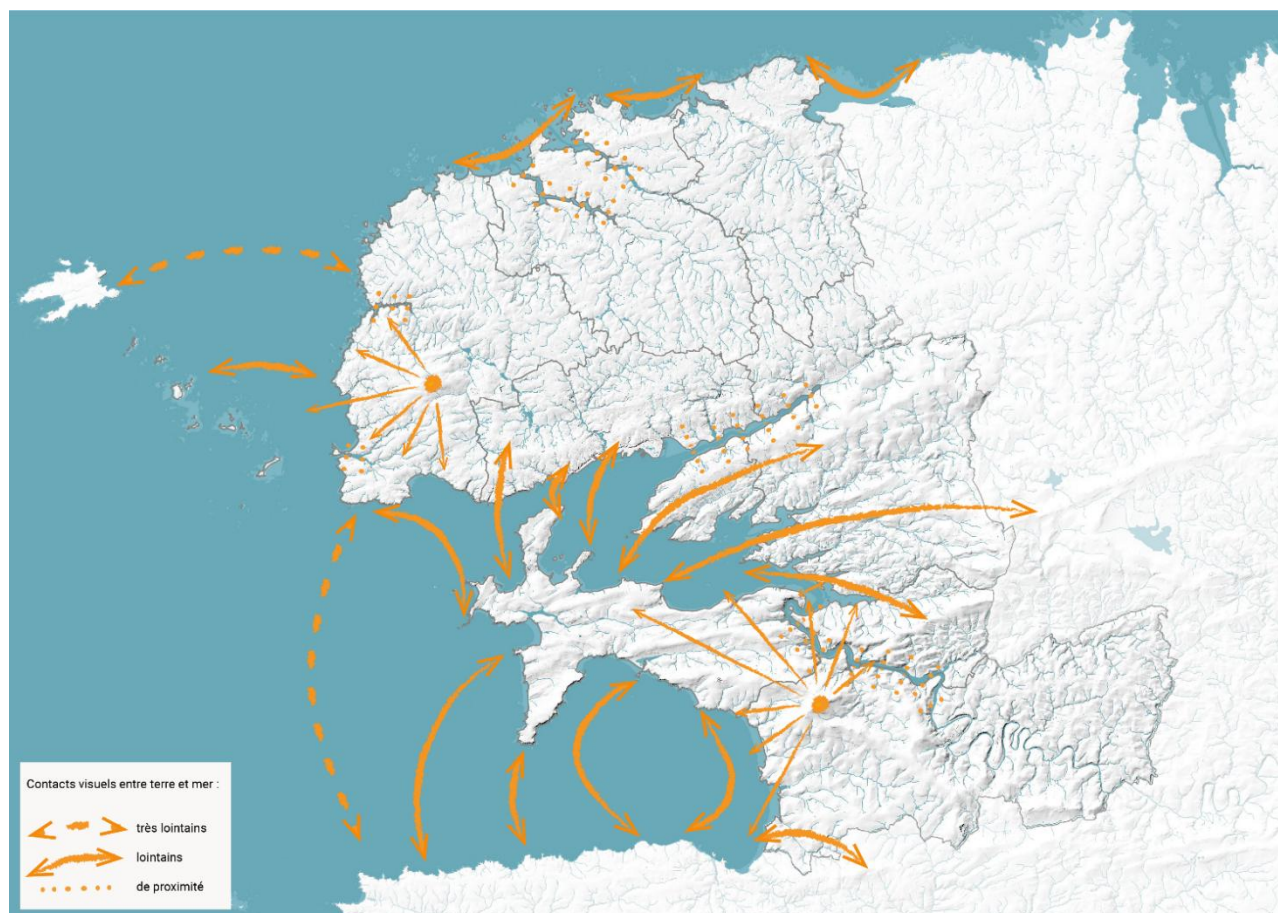 Contacts visuels entre terre et mer :
très lointains
lointains
de proximité